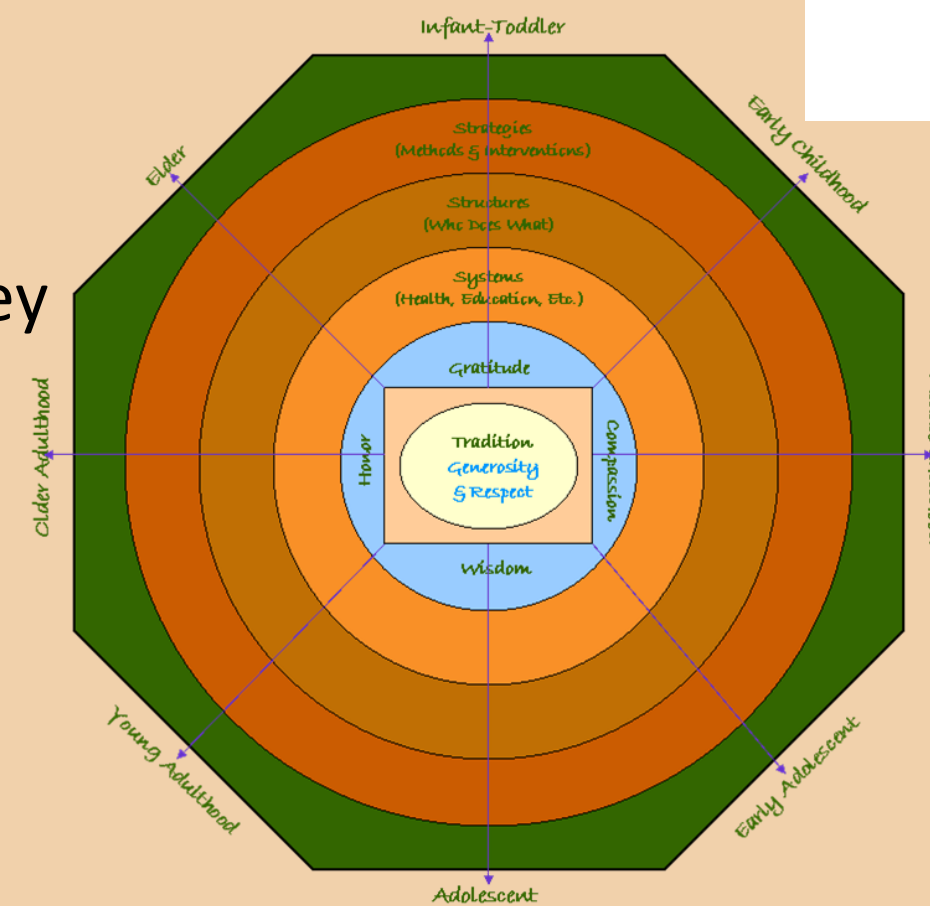 Infant-Toddler
Early Childhood
Elder
Strategies
(Methods & Interventions)
Structures
(Who Does What)
Systems
(Health, Education, Etc.)
ey
Gratitude
Honor
Tradition
Generosity
& Respect
Compassion
Wisdom
Older Adulthood
Young Adulthood
Early Adolescent
Adolescent